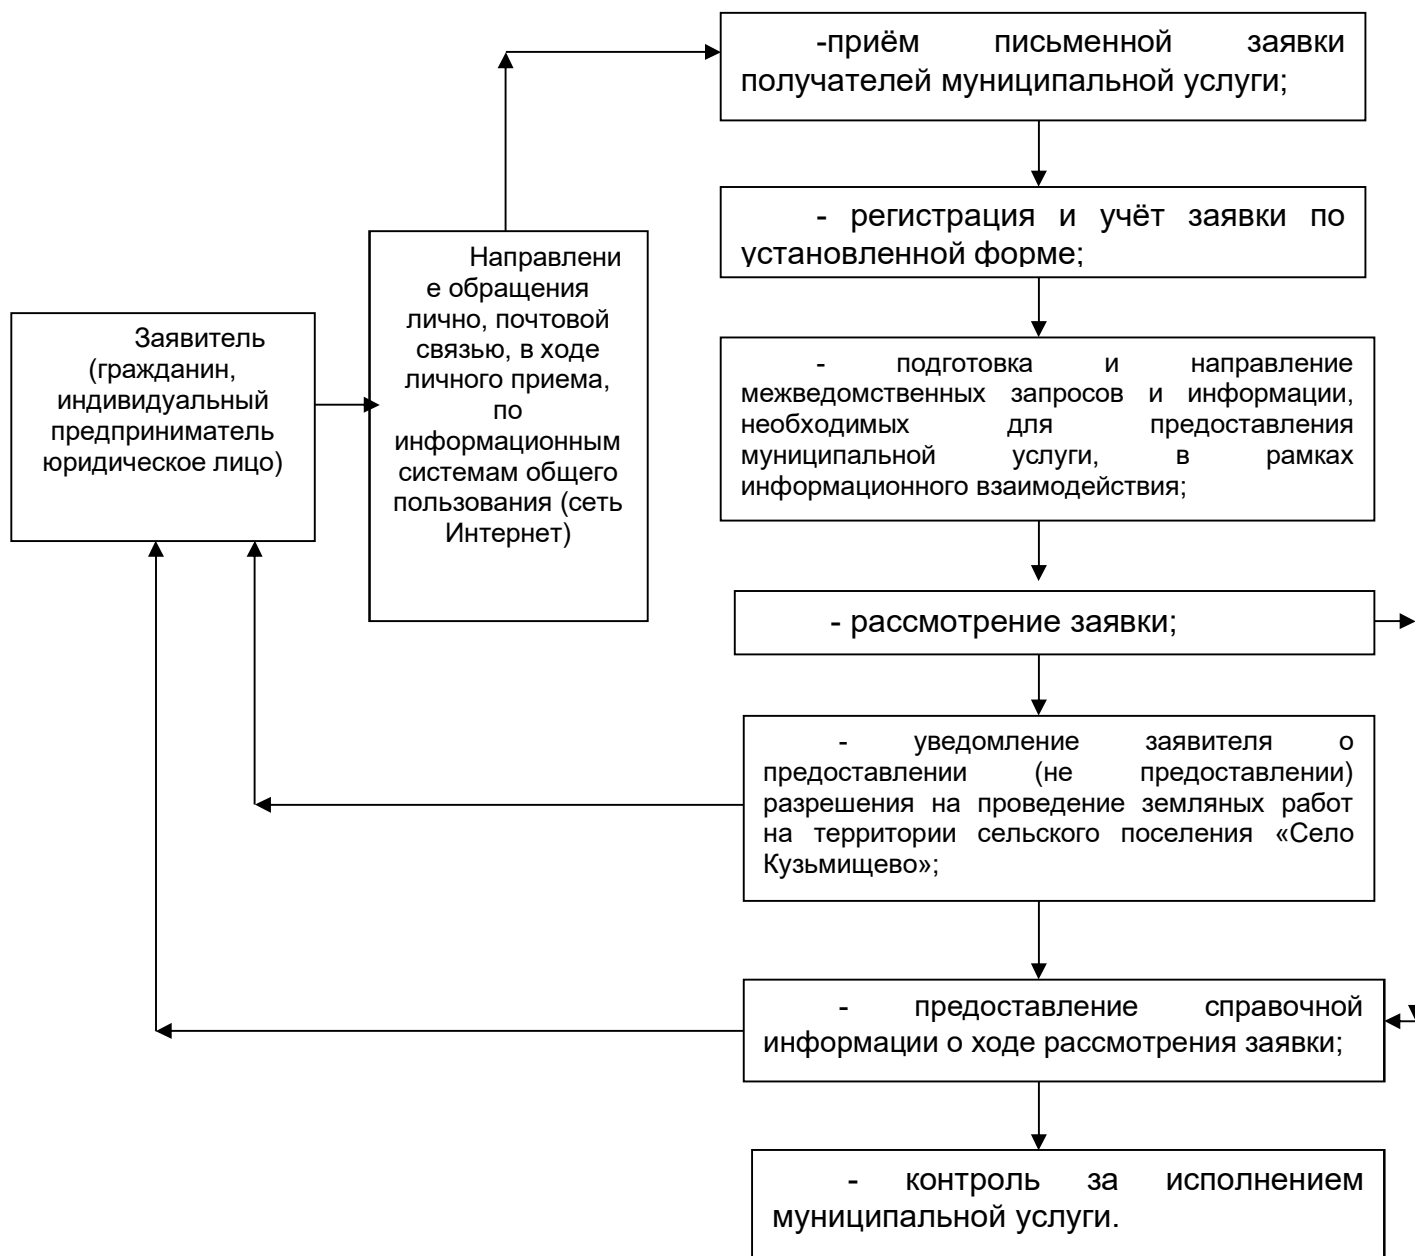 Заявитель
(гражданин,
индивидуальный
предприниматель
юридическое лицо)
Направлени
е обращения
лично, почтовой
связью, в ходе
личного приема,
по
информационным
системам общего
пользования (сеть
Интернет)
-приём письменной заявки
получателей муниципальной услуги;
- регистрация и учёт заявки по
установленной форме;
- подготовка и направление
межведомственных запросов и информации,
необходимых для предоставления
муниципальной услуги, в рамках
информационного взаимодействия;
- рассмотрение заявки;
- уведомление заявителя о
предоставлении (не предоставлении)
разрешения на проведение земляных работ
на территории сельского поселения «Село
Кузьмищево»;
- предоставление справочной
информации о ходе рассмотрения заявки;
- контроль за исполнением
муниципальной услуги.